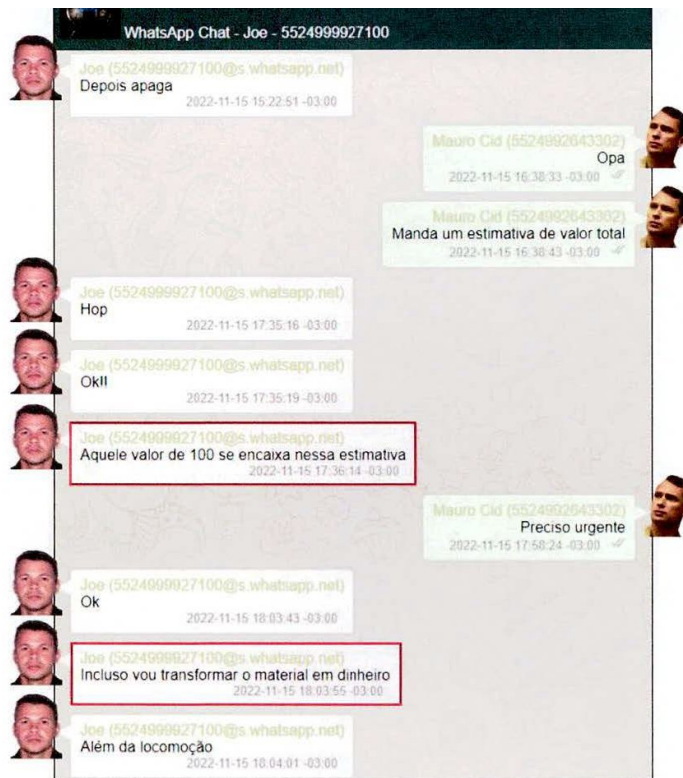 WhatsApp Chat - Joe - 5524999927100
Joe (5524999927100@s.whatsapp.net)
Depois apaga
2022-11-15 15:22:51 -03:00
Mauro Cid (5524992643302)
Opa
2022-11-15 16:38:33 -03:00
Mauro Cid (5524992643302)
Manda um estimativa de valor total
2022-11-15 16:38:43 -03:00
Joe (5524999927100@s.whatsapp.net)
Hop
2022-11-15 17:35:16 -03:00
Joe (5524999927100@s.whatsapp.net)
Ok!!
2022-11-15 17:35:19 -03:00
Joe (5524999927100@s.whatsapp.net)
Aquele valor de 100 se encaixa nessa estimativa
2022-11-15 17:36:14 -03:00
Mauro Cid (5524992643302)
Preciso urgente
2022-11-15 17:58:24 -03:00
Joe (5524999927100@s.whatsapp.net)
Ok
2022-11-15 18:03:43 -03:00
Joe (5524999927100@s.whatsapp.net)
Incluso vou transformar o material em dinheiro
2022-11-15 18:03:55 -03:00
Joe (5524999927100@s.whatsapp.net)
Além da locomoção
2022-11-15 18:04:01 -03:00